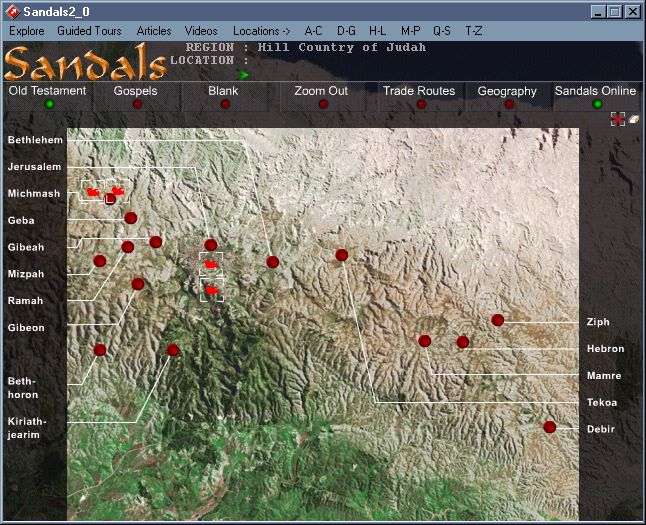 Sandals2_0
Explore Guided Tours Articles Videos Locations -> A-C D-G H-L M-P Q-S T-Z
Sandals
REGION : Hill Country of Judah
LOCATION :
Old Testament Gospels Blank Zoom Out Trade Routes Geography Sandals Online
Bethlehem
Jerusalem
Michmash
Geba
Gibeah
Mizpah
Ramah
Gibeon
Beth-
horon
Kiriath-
jearim
Ziph
Hebron
Mamre
Tekoa
Debir